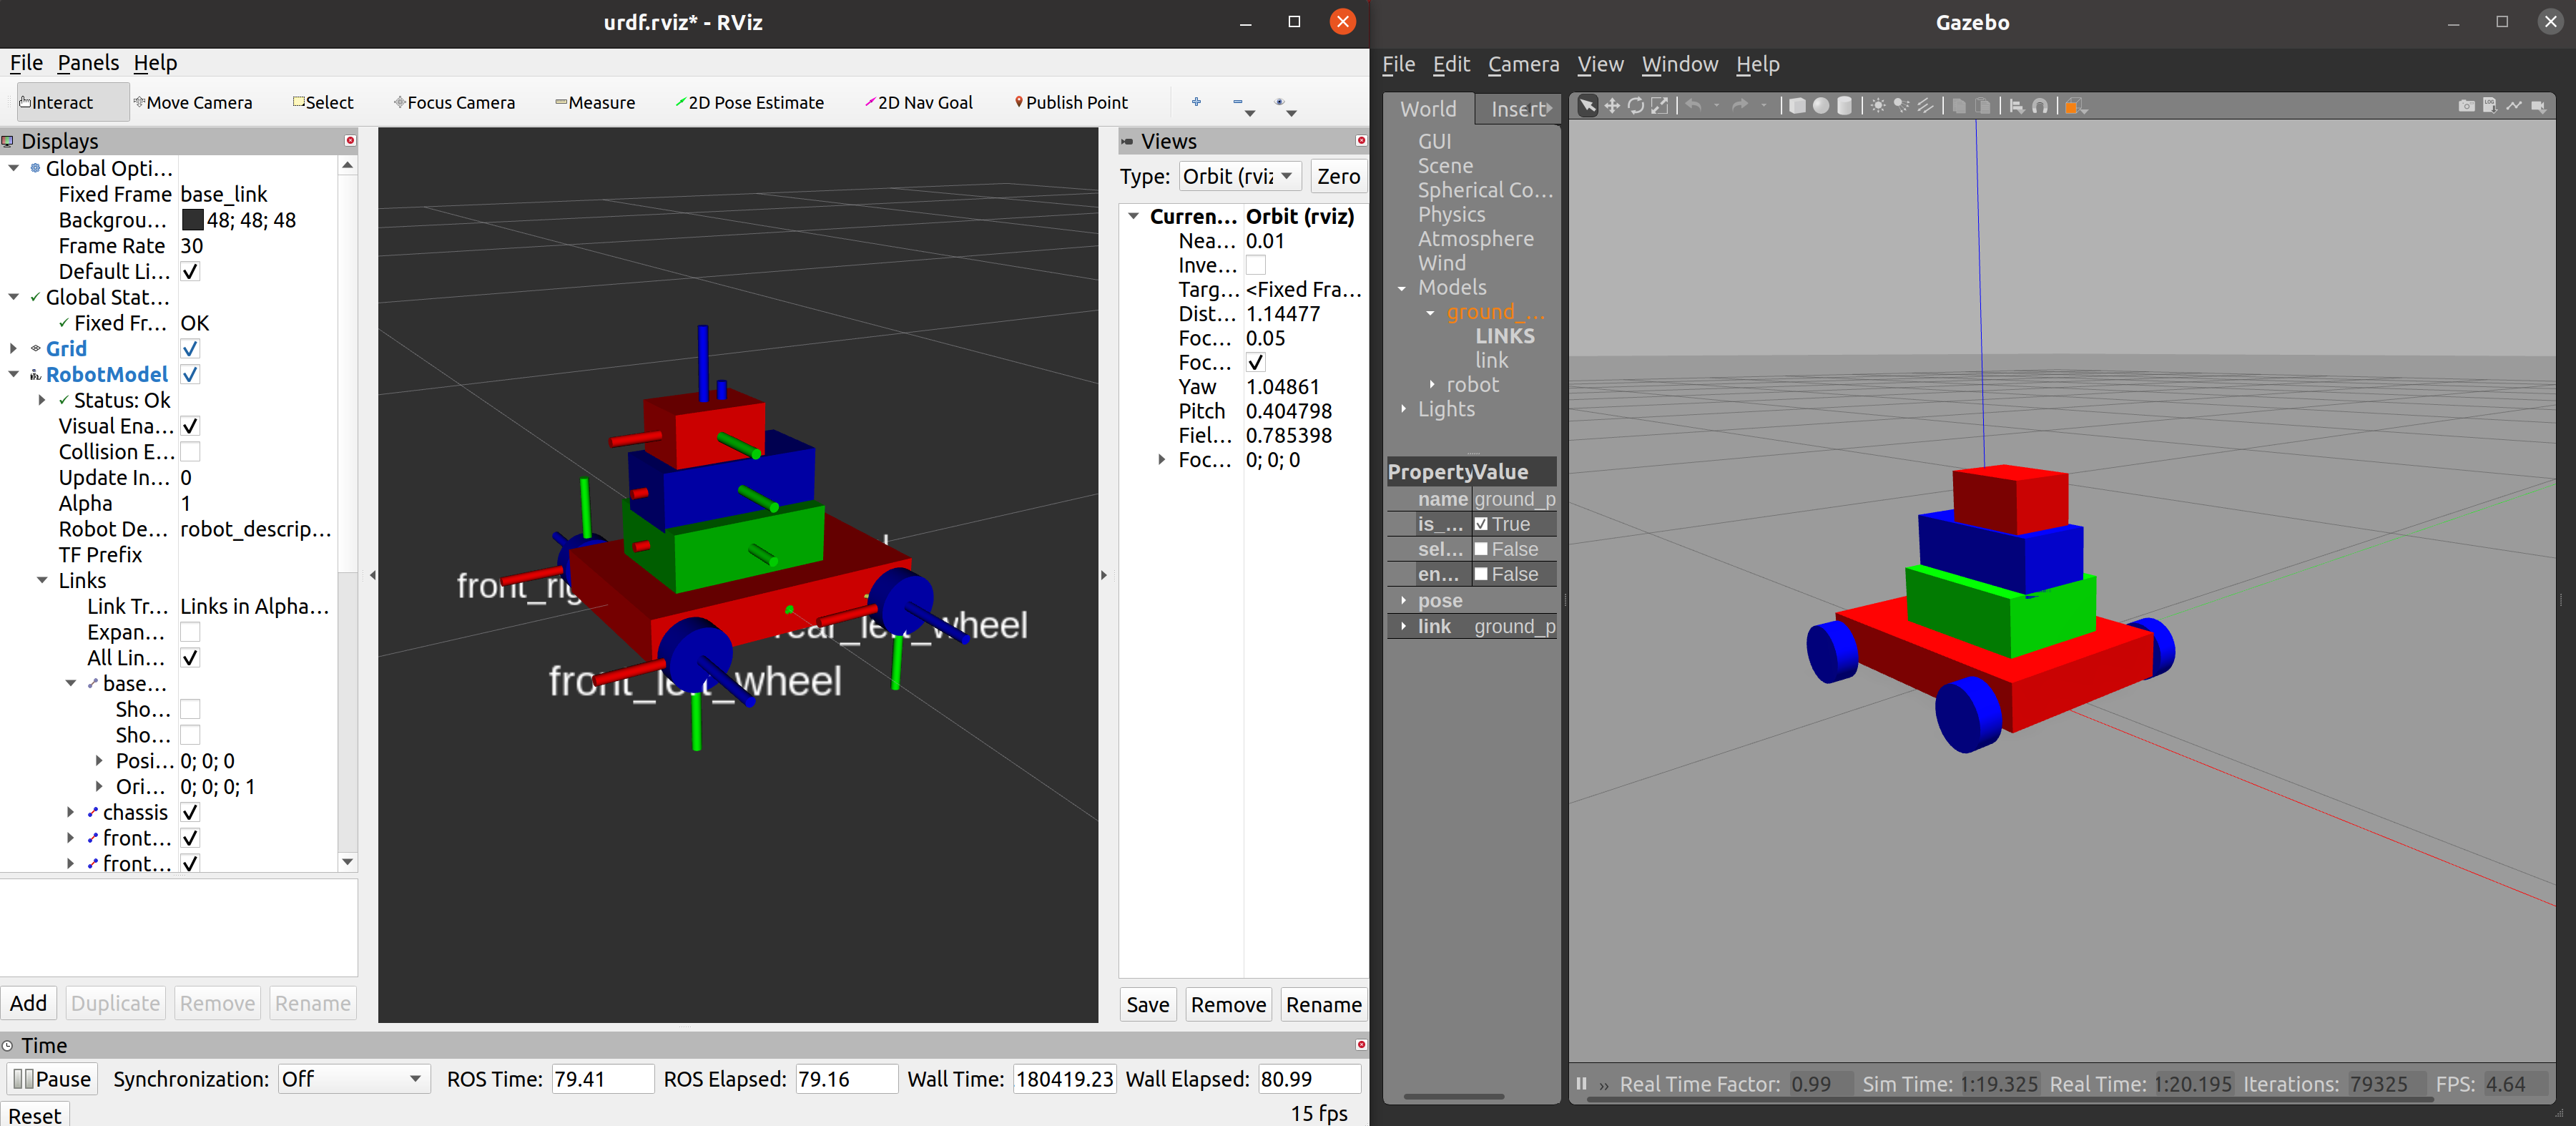 urdf.rviz* - RViz
File Panels Help
Interact Move Camera Select Focus Camera Measure 2D Pose Estimate 2D Nav Goal Publish Point
Displays
Global Opti...
Fixed Frame base_link
Backgrou... 48; 48; 48
Frame Rate 30
Default Li...
Global Stat...
Fixed Fr... OK
Grid
RobotModel
Status: Ok
Visual Ena...
Collision E...
Update In... 0
Alpha 1
Robot De... robot_descrip...
TF Prefix
Links
Link Tr... Links in Alpha...
Expan...
All Lin...
base...
Sho...
Sho...
Posi... 0; 0; 0
Ori... 0; 0; 0; 1
chassis
front...
front...
Add Duplicate Remove Rename
front_rig
rear_left_wheel
front_left_wheel
Views
Type: Orbit (rviz Zero
Curren... Orbit (rviz)
Nea... 0.01
Inve...
Targ... <Fixed Fra...
Dist... 1.14477
Foc... 0.05
Foc...
Yaw 1.04861
Pitch 0.404798
Fiel... 0.785398
Foc... 0; 0; 0
Save Remove Rename
Time
Pause Synchronization: Off ROS Time: 79.41 ROS Elapsed: 79.16 Wall Time: 180419.23 Wall Elapsed: 80.99
Reset 15 fps
Gazebo
File Edit Camera View Window Help
World Insert
GUI
Scene
Spherical Co...
Physics
Atmosphere
Wind
Models
ground_...
LINKS
link
robot
Lights
Property Value
name ground_p
is_... True
sel... False
en... False
pose
link ground_p
Real Time Factor: 0.99 Sim Time: 1:19.325 Real Time: 1:20.195 Iterations: 79325 FPS: 4.64